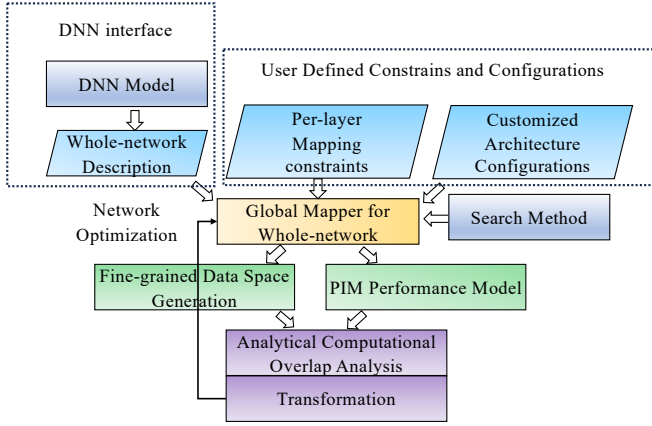 DNN interface
DNN Model
Whole-network
Description
User Defined Constrains and Configurations
Per-layer
Mapping
constraints
Customized
Architecture
Configurations
Network
Optimization
Global Mapper for
Whole-network
Search Method
Fine-grained Data Space
Generation
PIM Performance Model
Analytical Computational
Overlap Analysis
Transformation